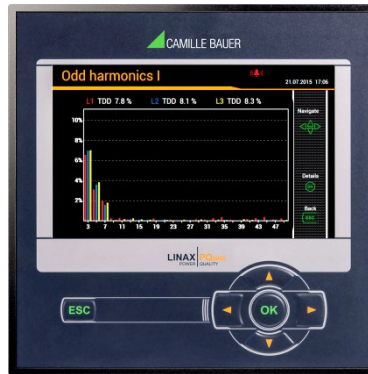 CAMILLE BAUER
Odd harmonics I
21.07.2015 17:06
L1 TDD 7.8 % L2 TDD 8.1 % L3 TDD 8.3 %
Navigate
10%
8%
6%
4%
2%
Details
OK
Back
ESC
3 7 11 15 19 23 27 31 35 39 43 47
LINAX
POWER QUALITY
ESC
OK